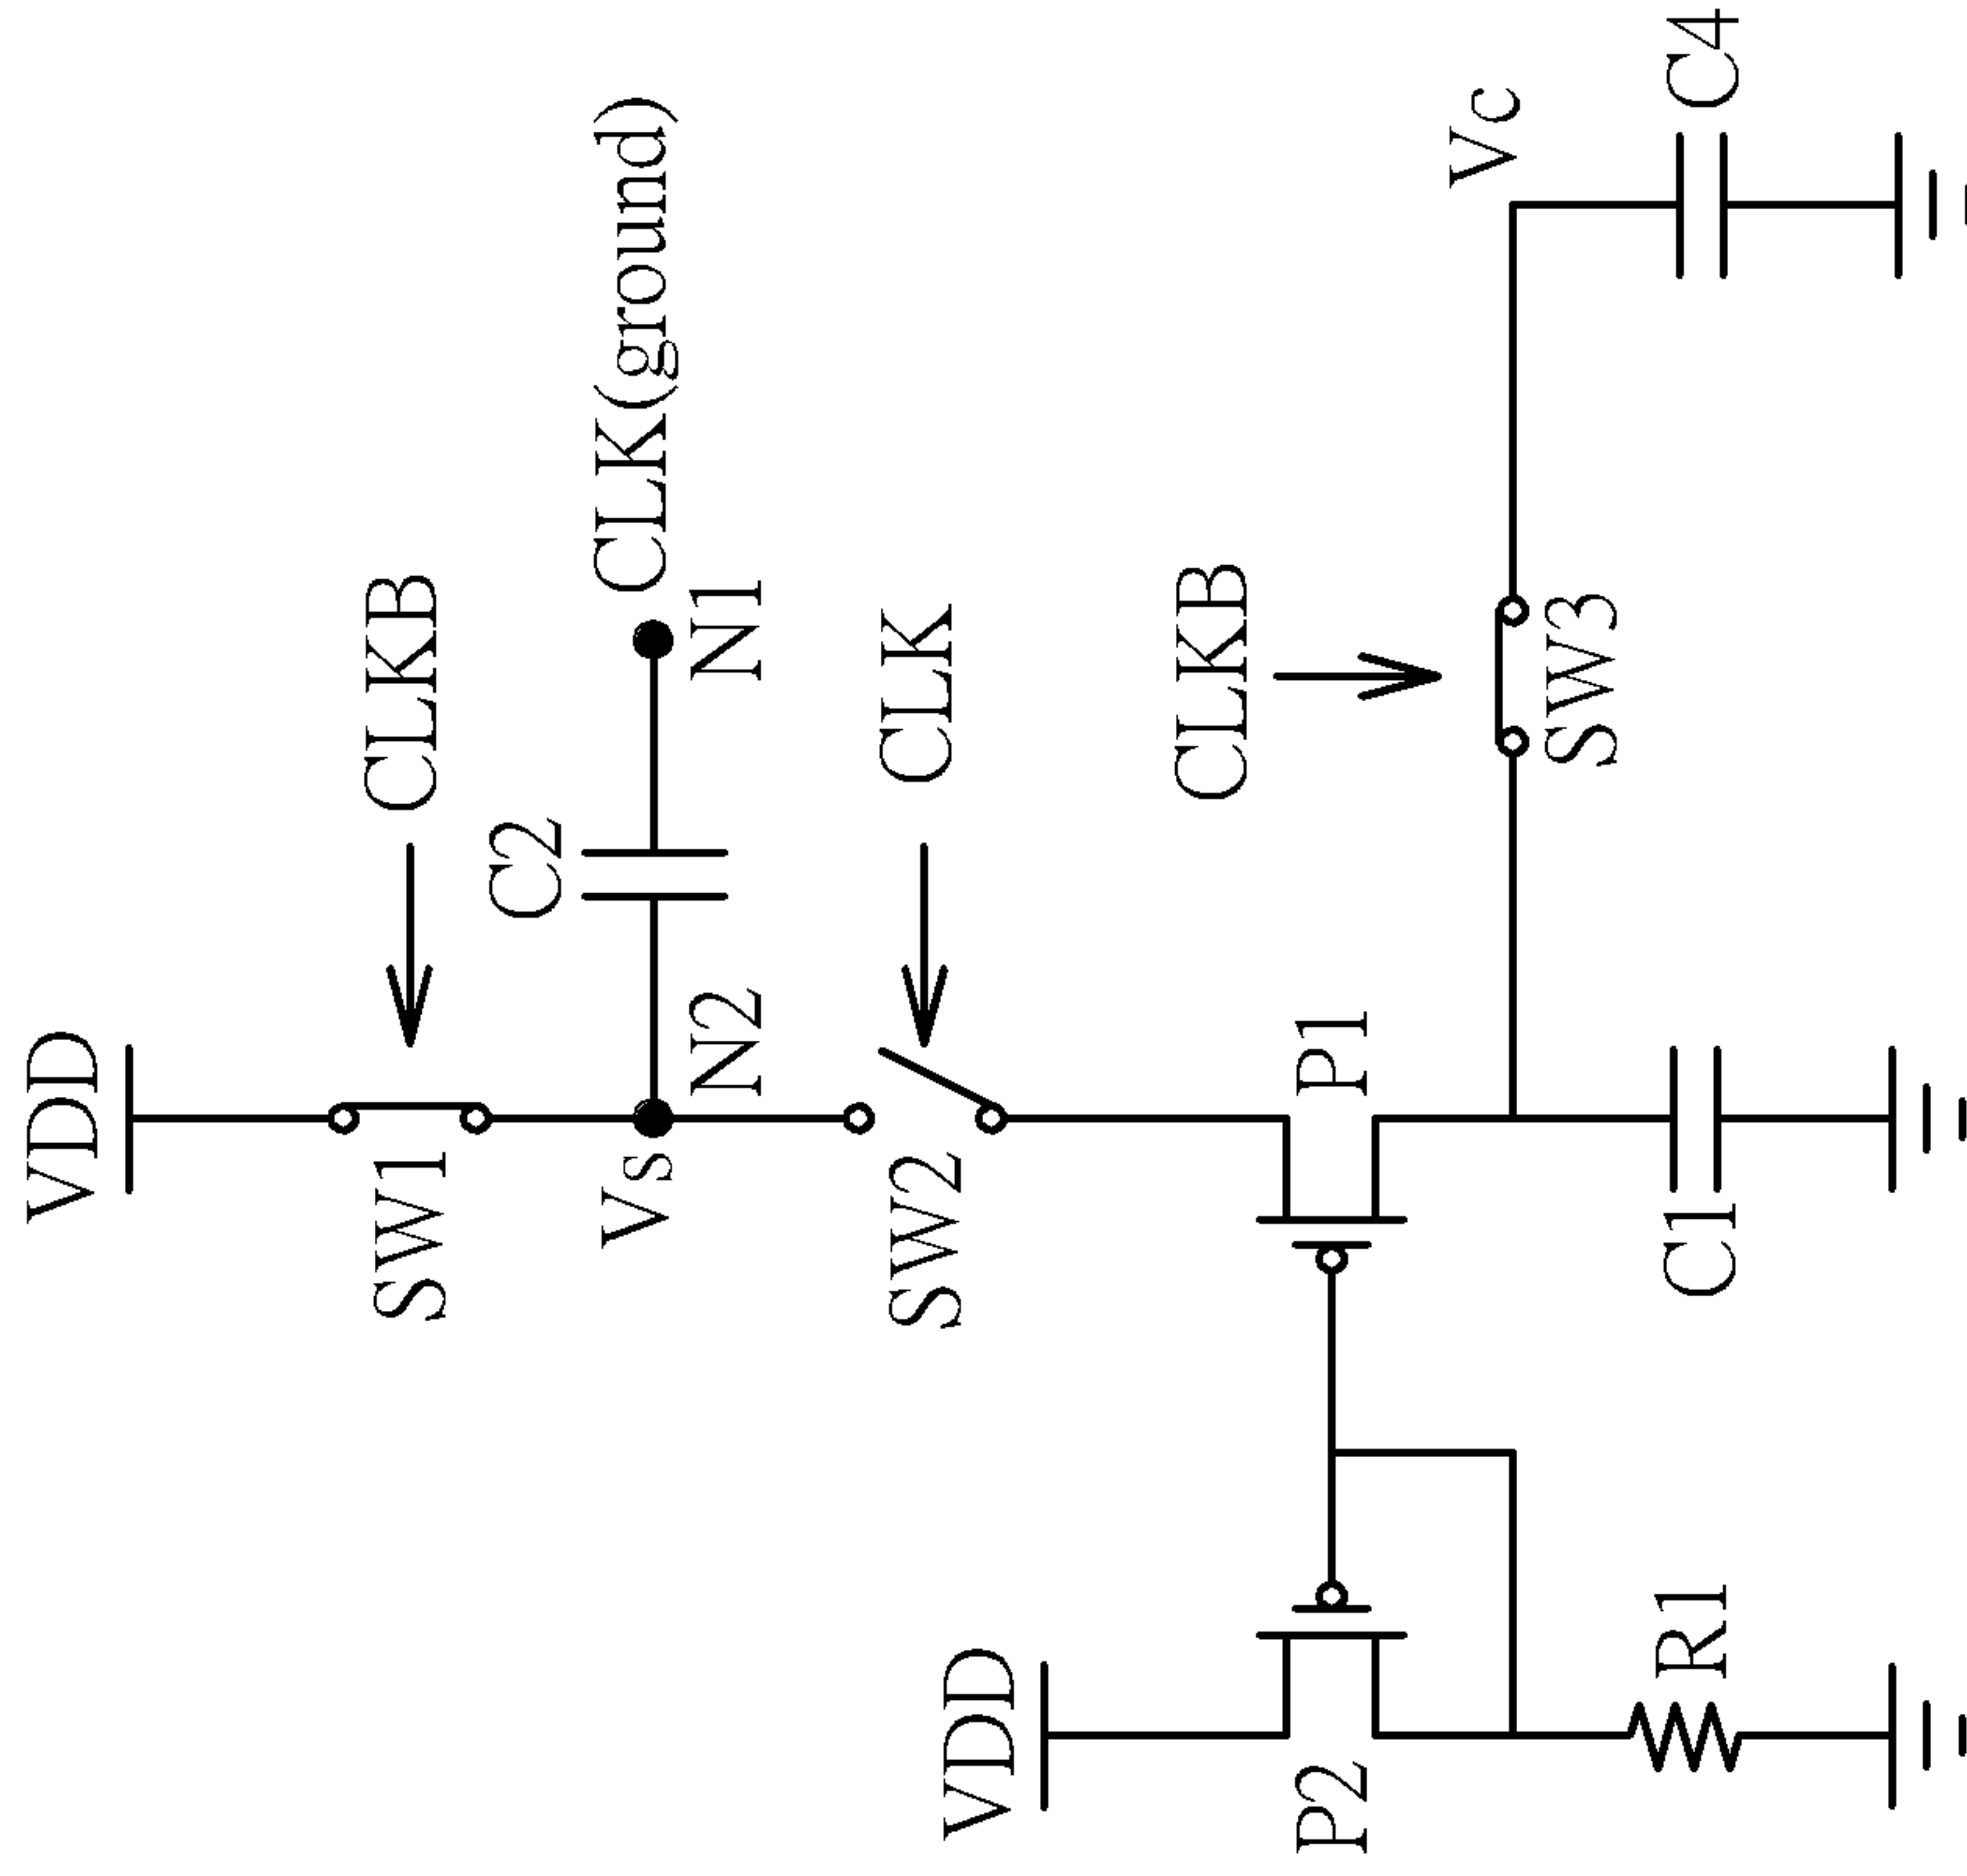 VDD
SW1
CLKB
C2
CLK(ground)
Vs
N2
N1
SW2
CLK
VDD
P2
P1
CLKB
SW3
Vc
R1
C1
C4